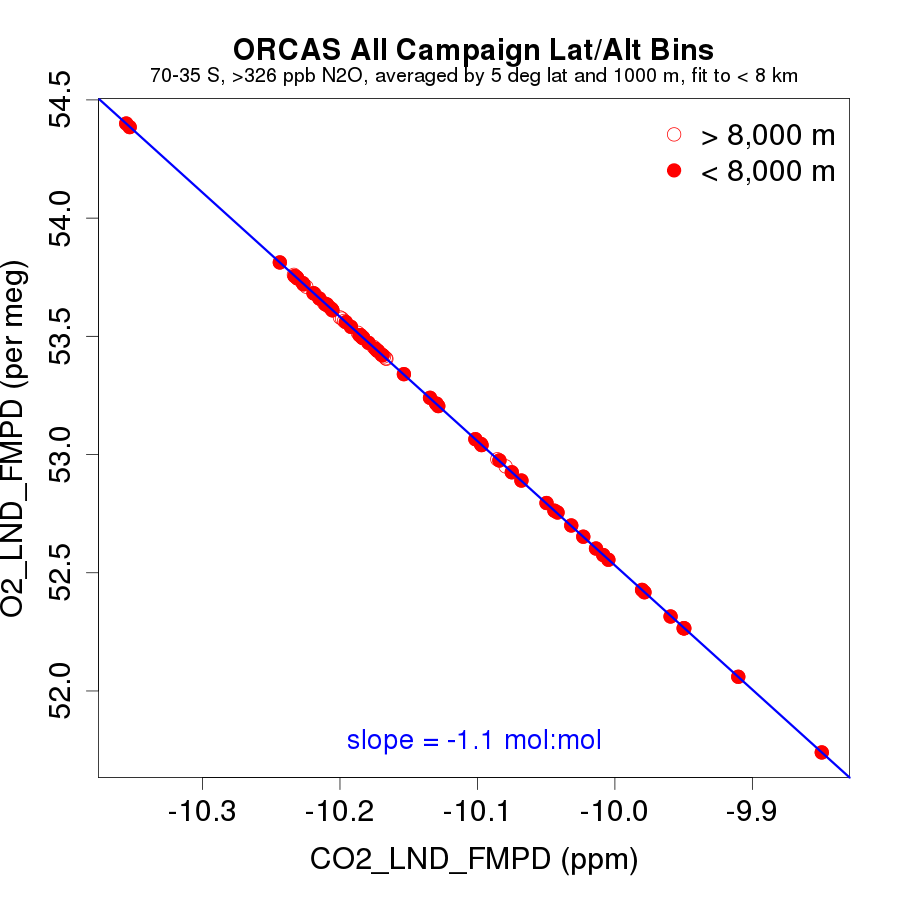 ORCAS All Campaign Lat/Alt Bins
70-35 S, >326 ppb N2O, averaged by 5 deg lat and 1000 m, fit to < 8 km
> 8,000 m
< 8,000 m
O2_LND_FMPD (per meg)
54.5
54.0
53.5
53.0
52.5
52.0
slope = -1.1 mol:mol
-10.3
-10.2
-10.1
-10.0
-9.9
CO2_LND_FMPD (ppm)